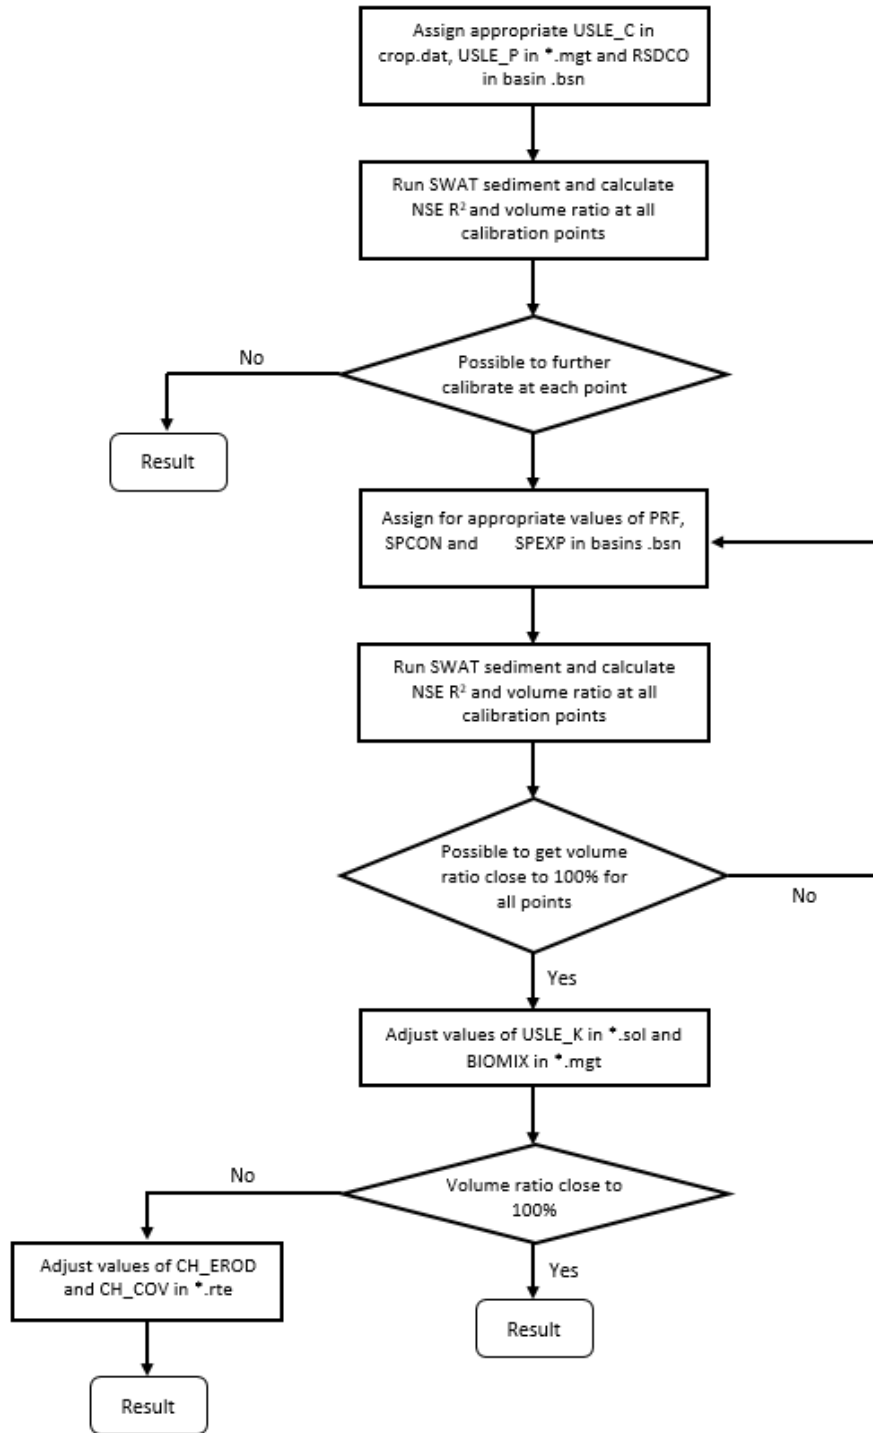 Assign appropriate USLE_C in
crop.dat, USLE_P in *.mgt and RSDCO
in basin .bsn
Run SWAT sediment and calculate
NSE R² and volume ratio at all
calibration points
No
Possible to further
calibrate at each point
Result
Assign for appropriate values of PRF,
SPCON and SPEXP in basins .bsn
Run SWAT sediment and calculate
NSE R² and volume ratio at all
calibration points
Possible to get volume
ratio close to 100% for
all points
No
Yes
Adjust values of USLE_K in *.sol and
BIOMIX in *.mgt
No
Volume ratio close to
100%
Adjust values of CH_EROD
and CH_COV in *.rte
Yes
Result
Result